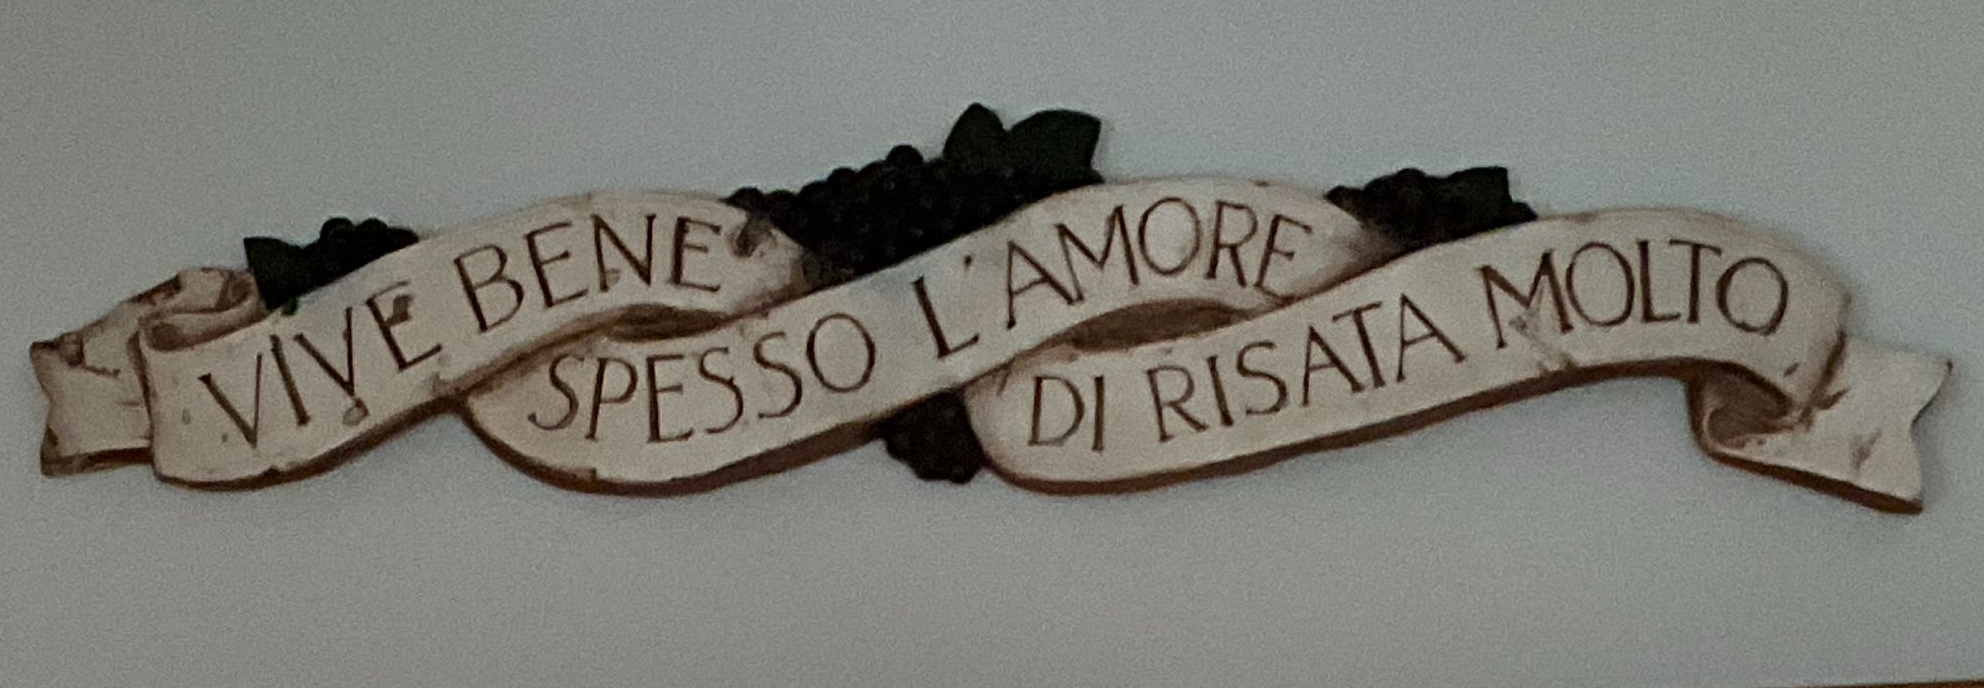 VIVE BENE
SPESSO L'AMORE
DI RISATA MOLTO